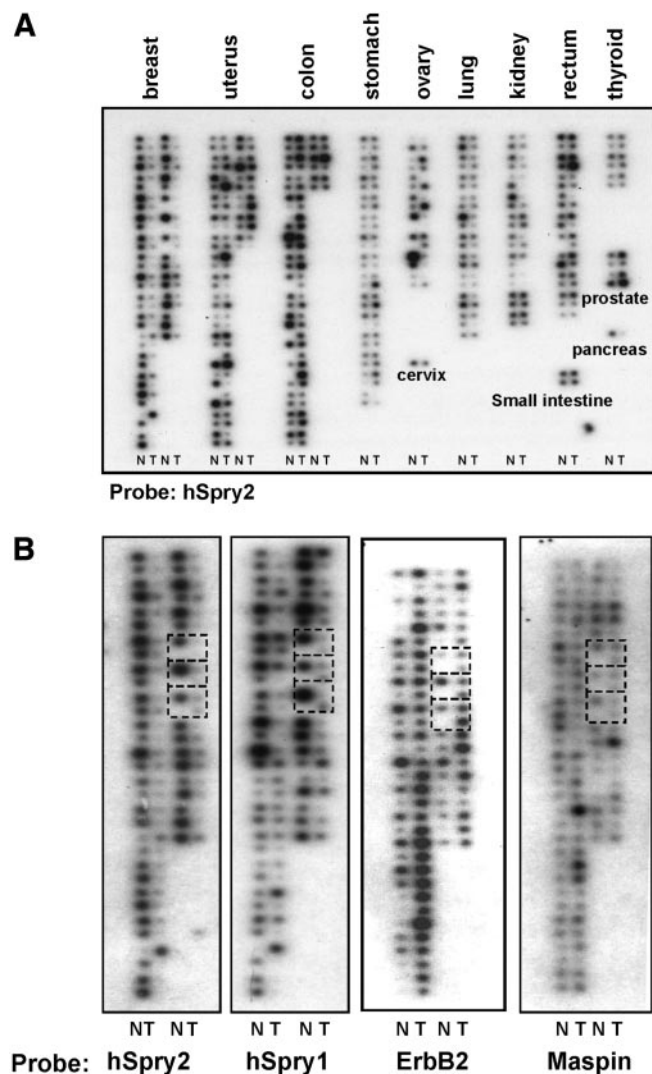 A
breast uterus colon stomach ovary lung kidney rectum thyroid
prostate
pancreas
cervix
Small intestine
N T N T N T N T N T N T N T N T N T N T N T N T
Probe: hSpry2
B
N T N T N T N T N T N T N T N T
Probe: hSpry2 hSpry1 ErbB2 Maspin